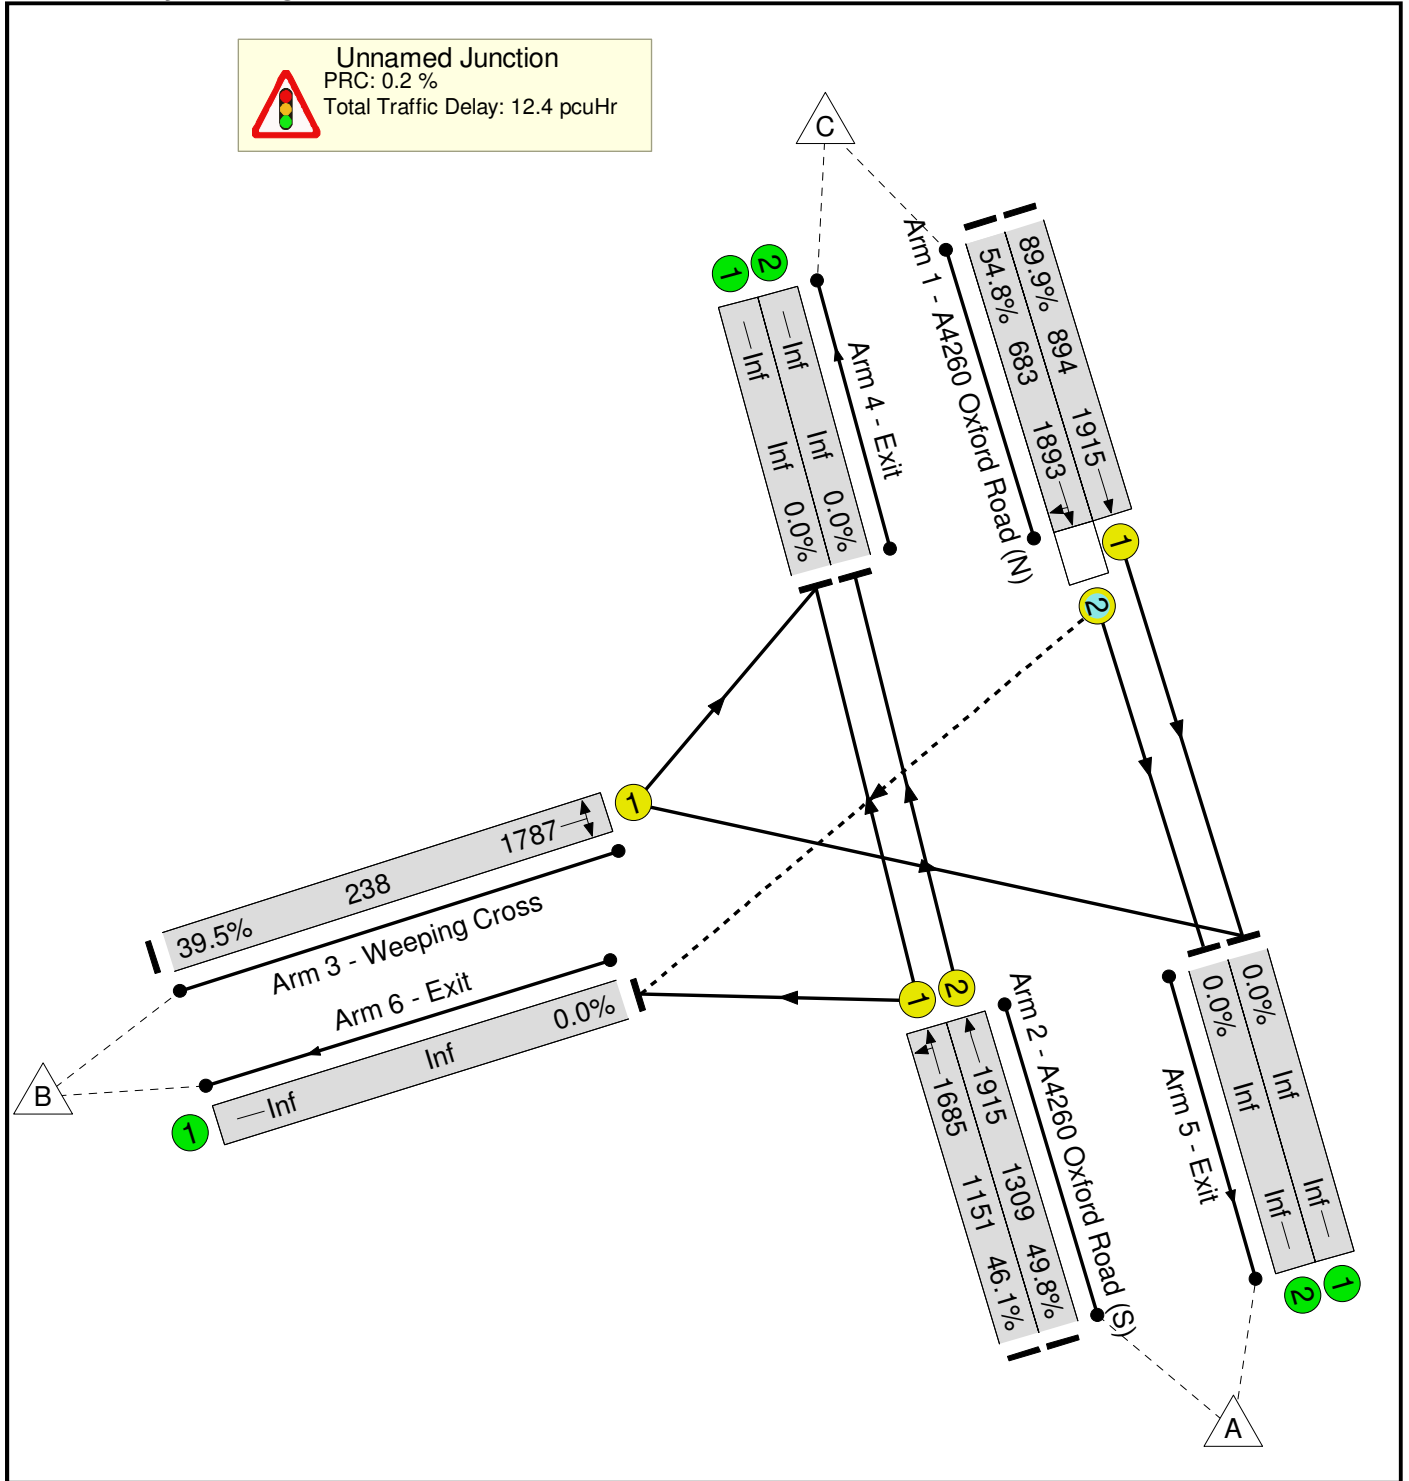 Unnamed Junction
PRC: 0.2 %
Total Traffic Delay: 12.4 pcuHr
C
Arm 1 - A4260 Oxford Road (N)
89.9% 894 1915
54.8% 683 1893
1
2
1
2
Inf Inf 0.0%
Inf Inf 0.0%
Arm 4 - Exit
1
1787
238
39.5%
Arm 3 - Weeping Cross
Arm 6 - Exit
0.0%
Inf
Inf
1
B
1
2
1915 1309 49.8%
1685 1151 46.1%
Arm 2 - A4260 Oxford Road (S)
Arm 5 - Exit
0.0% Inf Inf
0.0% Inf Inf
2
1
A